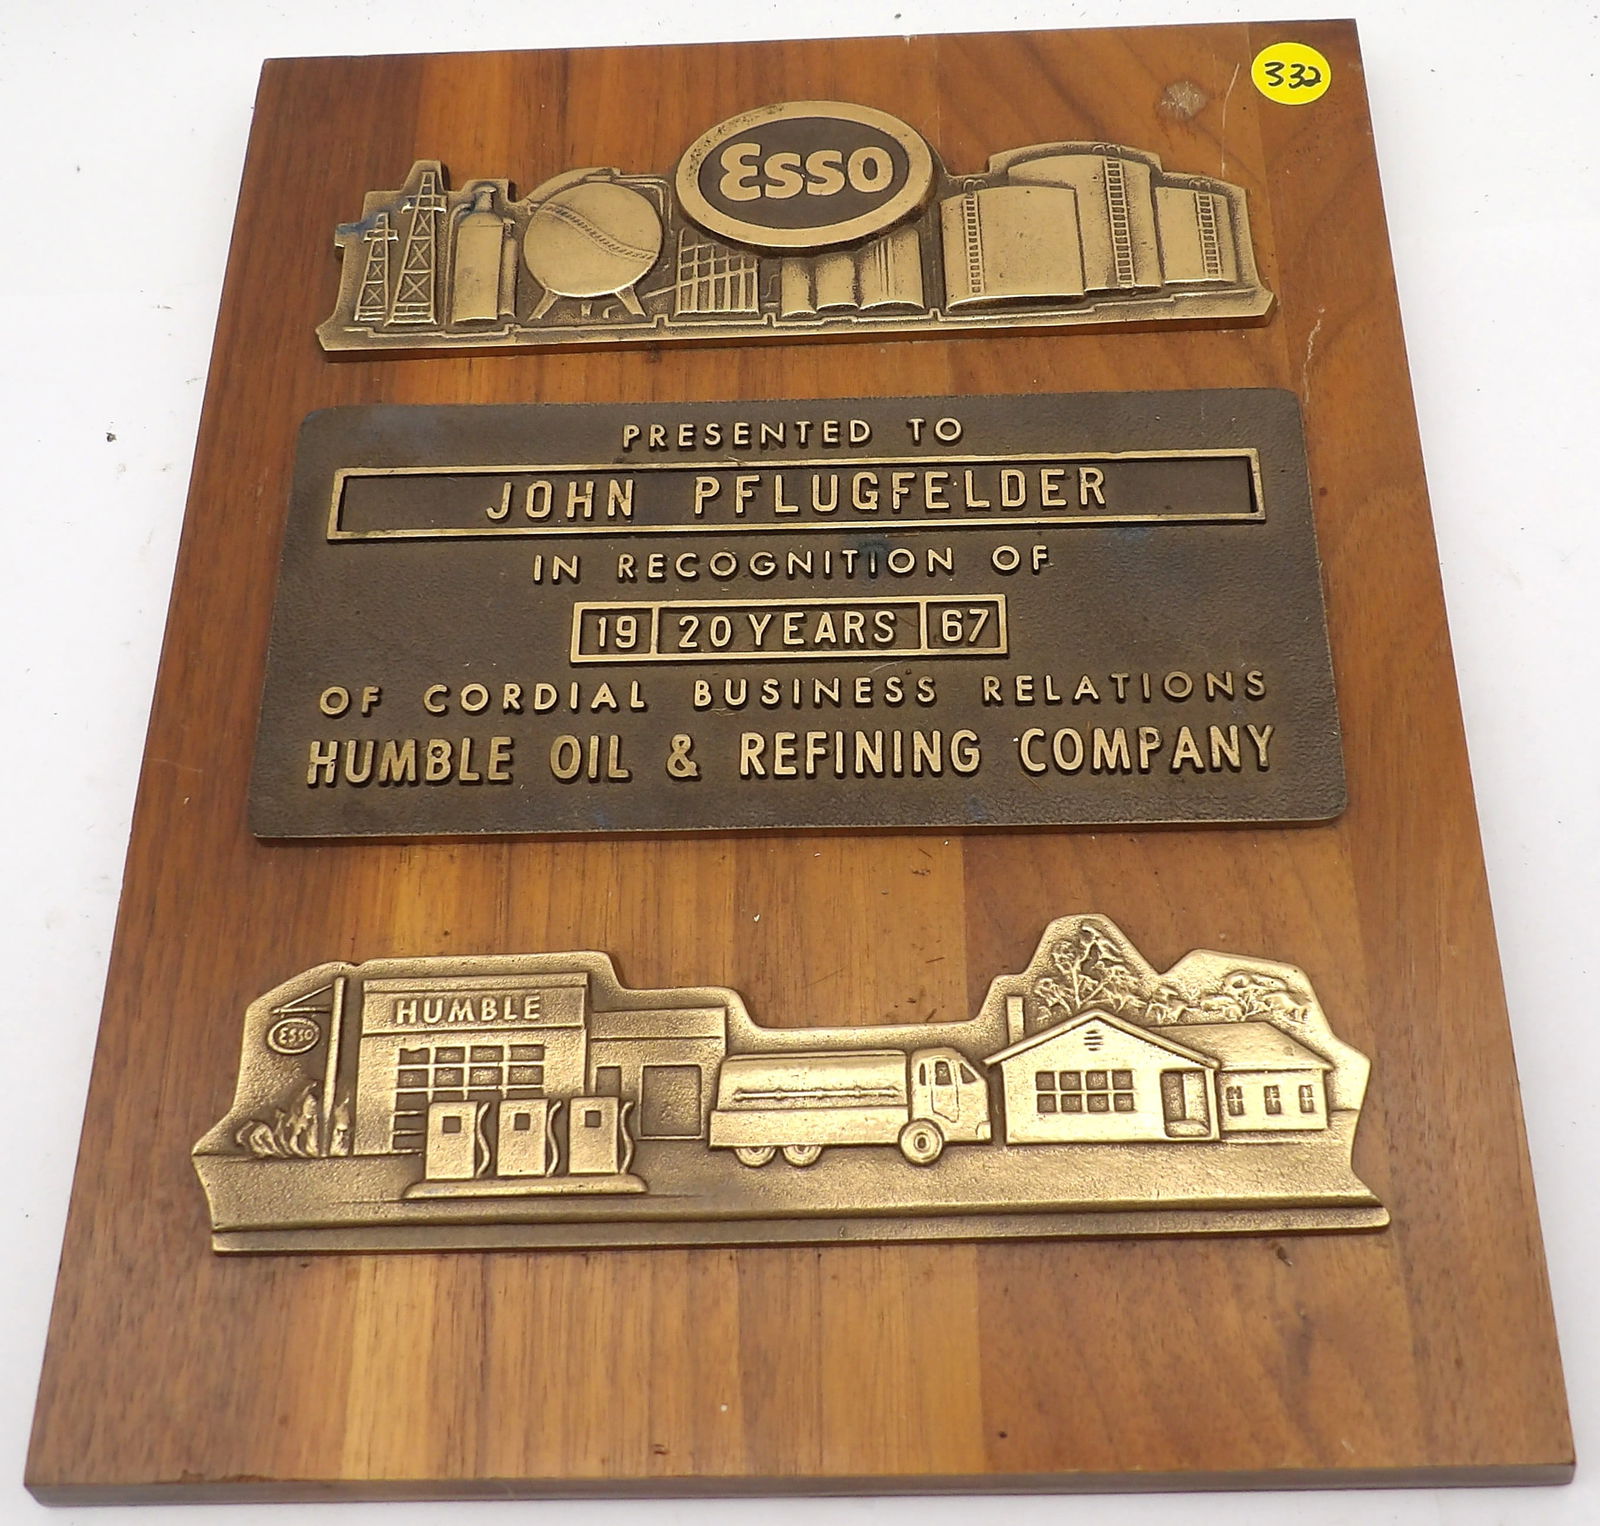 332
Esso
PRESENTED TO
JOHN PFLUGFELDER
IN RECOGNITION OF
19 20 YEARS 67
OF CORDIAL BUSINESS RELATIONS
HUMBLE OIL & REFINING COMPANY
HUMBLE
Esso